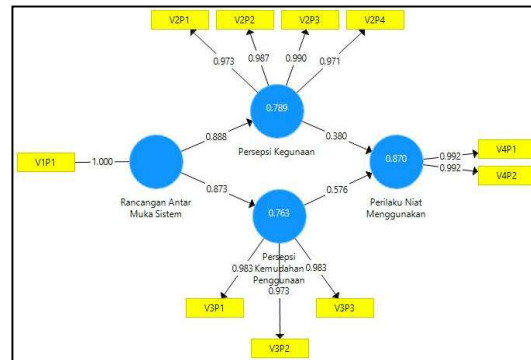 V2P1 V2P2 V2P3 V2P4
0.973 0.987 0.990 0.971
0.789
Persepsi Kegunaan
0.888 0.380
V1P1 1.000
Rancangan Antar
Muka Sistem
0.870
Perilaku Niat
Menggunakan
0.992 V4P1
0.992 V4P2
0.873 0.576
0.763
Persepsi
Kemudahan
Penggunaan
0.983 0.973 0.983
V3P1 V3P2 V3P3